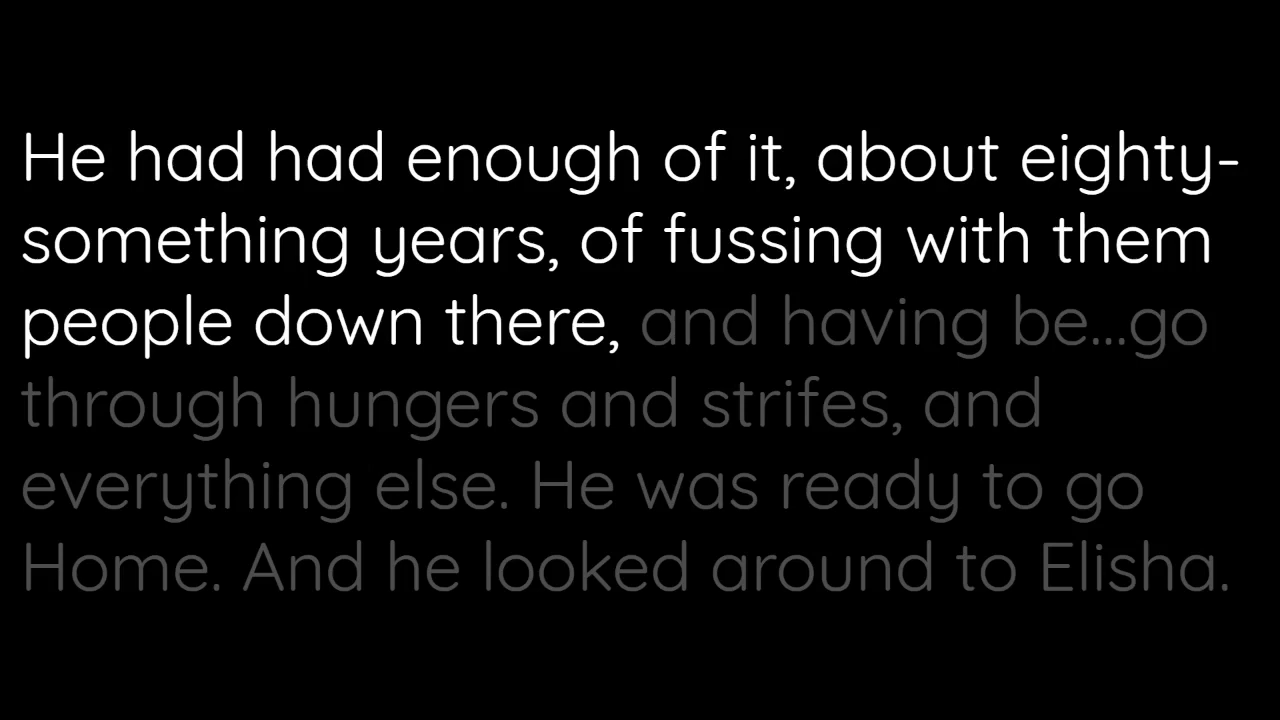 He had had enough of it, about eighty-
something years, of fussing with them
people down there, and having be...go
through hungers and strifes, and
everything else. He was ready to go
Home. And he looked around to Elisha.